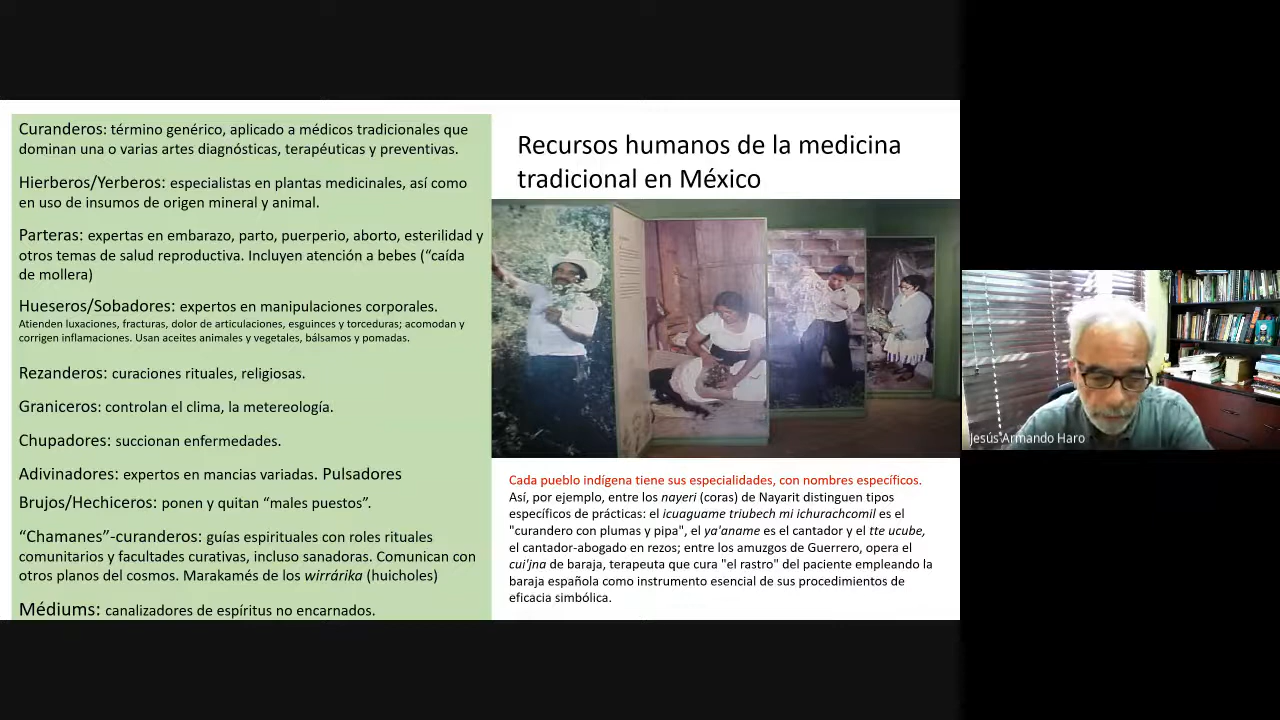 Curanderos: término genérico, aplicado a médicos tradicionales que
dominan una o varias artes diagnósticas, terapéuticas y preventivas.
Hierberos/Yerberos: especialistas en plantas medicinales, así como
en uso de insumos de origen mineral y animal.
Parteras: expertas en embarazo, parto, puerperio, aborto, esterilidad y
otros temas de salud reproductiva. Incluyen atención a bebes (“caída
de mollera)
Hueseros/Sobadores: expertos en manipulaciones corporales.
Atienden luxaciones, fracturas, dolor de articulaciones, esguinces y torceduras; acomodan y
corrigen inflamaciones. Usan aceites animales y vegetales, bálsamos y pomadas.
Rezanderos: curaciones rituales, religiosas.
Graniceros: controlan el clima, la metereología.
Chupadores: succionan enfermedades.
Adivinadores: expertos en mancias variadas. Pulsadores
Brujos/Hechiceros: ponen y quitan “males puestos”.
“Chamanes”-curanderos: guías espirituales con roles rituales
comunitarios y facultades curativas, incluso sanadoras. Comunican con
otros planos del cosmos. Marakamés de los wirrárika (huicholes)
Médiums: canalizadores de espíritus no encarnados.
Recursos humanos de la medicina
tradicional en México
Cada pueblo indígena tiene sus especialidades, con nombres específicos.
Así, por ejemplo, entre los nayeri (coras) de Nayarit distinguen tipos
específicos de prácticas: el icuaguame triubech mi ichurachcomil es el
"curandero con plumas y pipa", el ya'aname es el cantador y el tte ucube,
el cantador-abogado en rezos; entre los amuzgos de Guerrero, opera el
cui'jna de baraja, terapeuta que cura "el rastro" del paciente empleando la
baraja española como instrumento esencial de sus procedimientos de
eficacia simbólica.
Jesús Armando Haro